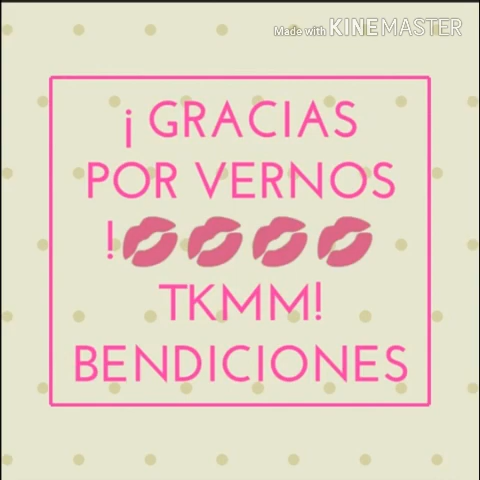 Made with KINEMASTER
¡ GRACIAS
POR VERNOS
!💋💋💋💋
TKMM!
BENDICIONES